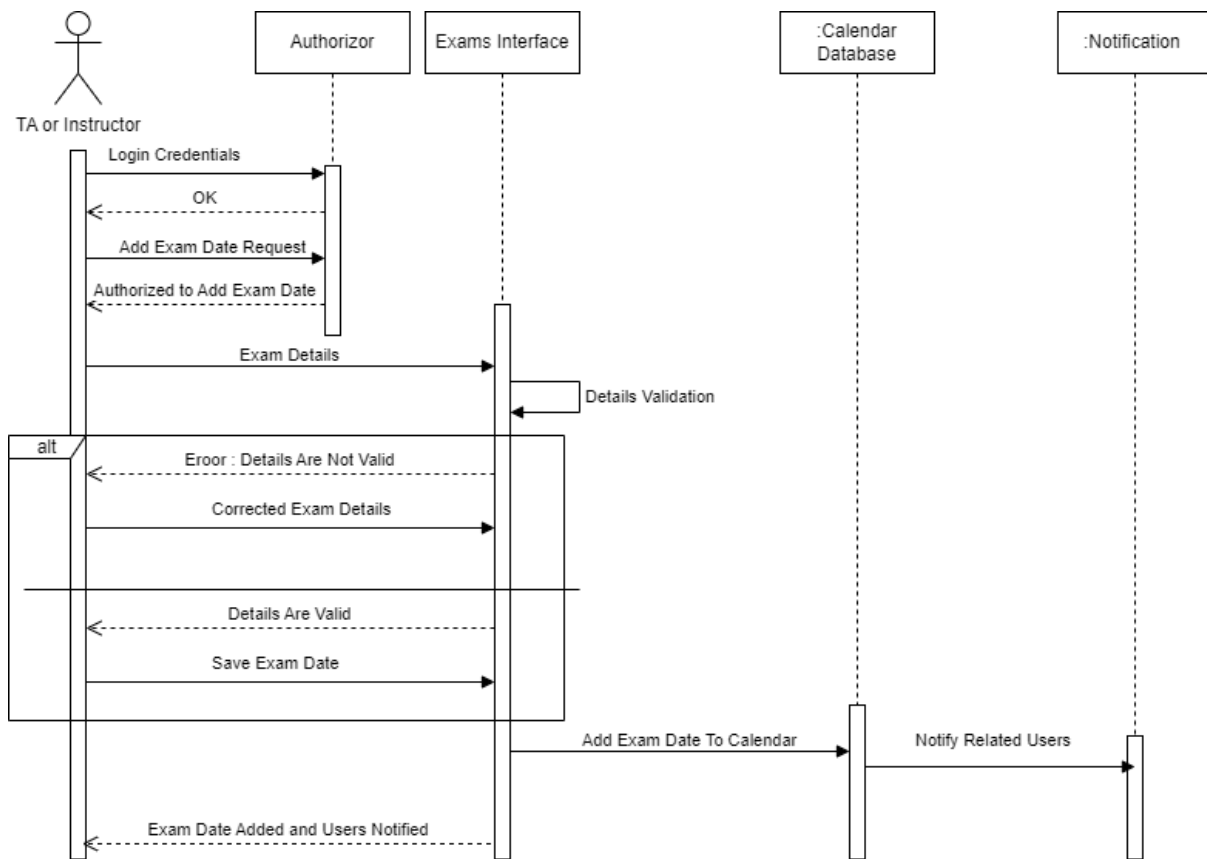 Authorizor
Exams Interface
:Calendar
Database
:Notification
TA or Instructor
Login Credentials
OK
Add Exam Date Request
Authorized to Add Exam Date
Exam Details
Details Validation
alt
Eroor : Details Are Not Valid
Corrected Exam Details
Details Are Valid
Save Exam Date
Add Exam Date To Calendar
Notify Related Users
Exam Date Added and Users Notified